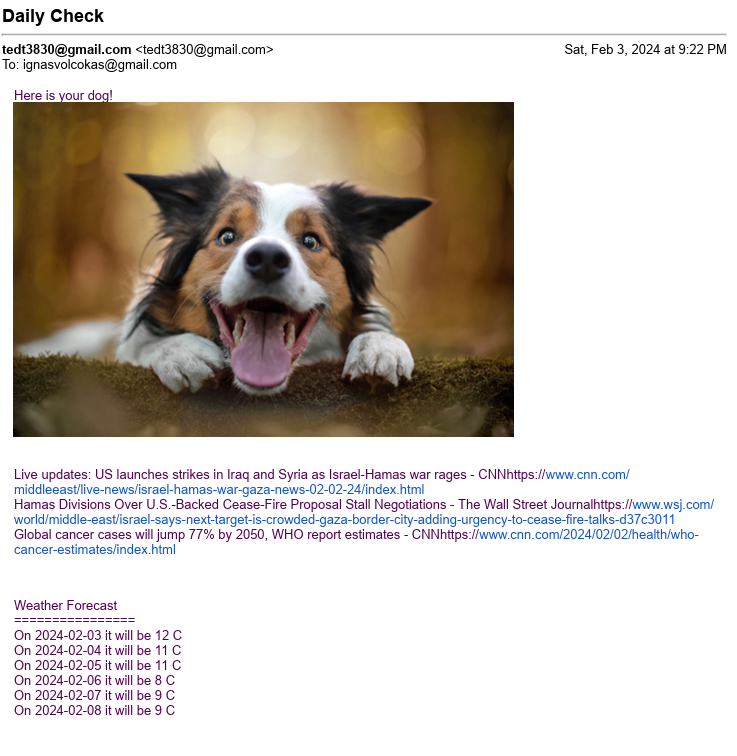 Daily Check
tedt3830@gmail.com <tedt3830@gmail.com>
Sat, Feb 3, 2024 at 9:22 PM
To: ignasvolcokas@gmail.com
Here is your dog!
Live updates: US launches strikes in Iraq and Syria as Israel-Hamas war rages - CNNhttps://www.cnn.com/
middleeast/live-news/israel-hamas-war-gaza-news-02-02-24/index.html
Hamas Divisions Over U.S.-Backed Cease-Fire Proposal Stall Negotiations - The Wall Street Journalhttps://www.wsj.com/
world/middle-east/israel-says-next-target-is-crowded-gaza-border-city-adding-urgency-to-cease-fire-talks-d37c3011
Global cancer cases will jump 77% by 2050, WHO report estimates - CNNhttps://www.cnn.com/2024/02/02/health/who-
cancer-estimates/index.html
Weather Forecast
================
On 2024-02-03 it will be 12 C
On 2024-02-04 it will be 11 C
On 2024-02-05 it will be 11 C
On 2024-02-06 it will be 8 C
On 2024-02-07 it will be 9 C
On 2024-02-08 it will be 9 C